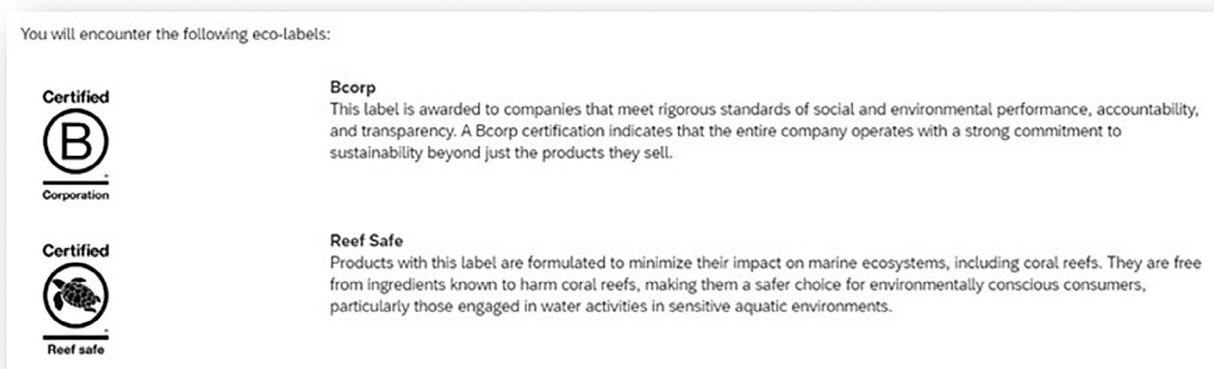 You will encounter the following eco-labels:
Certified
B
Corporation
Bcorp
This label is awarded to companies that meet rigorous standards of social and environmental performance, accountability,
and transparency. A Bcorp certification indicates that the entire company operates with a strong commitment to
sustainability beyond just the products they sell.
Certified
Reef safe
Reef Safe
Products with this label are formulated to minimize their impact on marine ecosystems, including coral reefs. They are free
from ingredients known to harm coral reefs, making them a safer choice for environmentally conscious consumers,
particularly those engaged in water activities in sensitive aquatic environments.